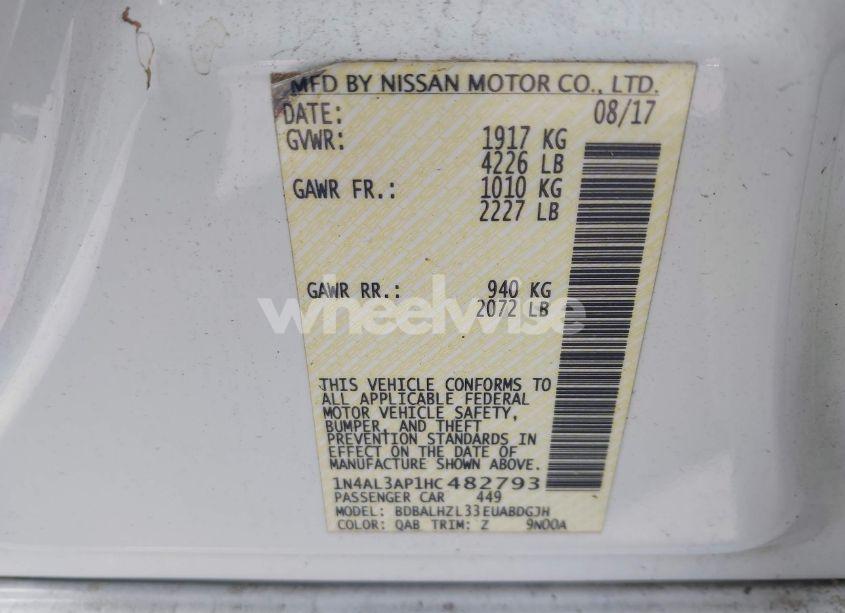 MFD BY NISSAN MOTOR CO., LTD.
DATE: 08/17
GVWR: 1917 KG
4226 LB
GAWR FR.: 1010 KG
2227 LB
GAWR RR.: 940 KG
2072 LB
wheelwise
THIS VEHICLE CONFORMS TO
ALL APPLICABLE FEDERAL
MOTOR VEHICLE SAFETY,
BUMPER, AND THEFT
PREVENTION STANDARDS IN
EFFECT ON THE DATE OF
MANUFACTURE SHOWN ABOVE.
1N4AL3AP1HC482793
PASSENGER CAR 449
MODEL: BDBALHZL33EUABDGJH
COLOR: QAB TRIM: Z 9N00A